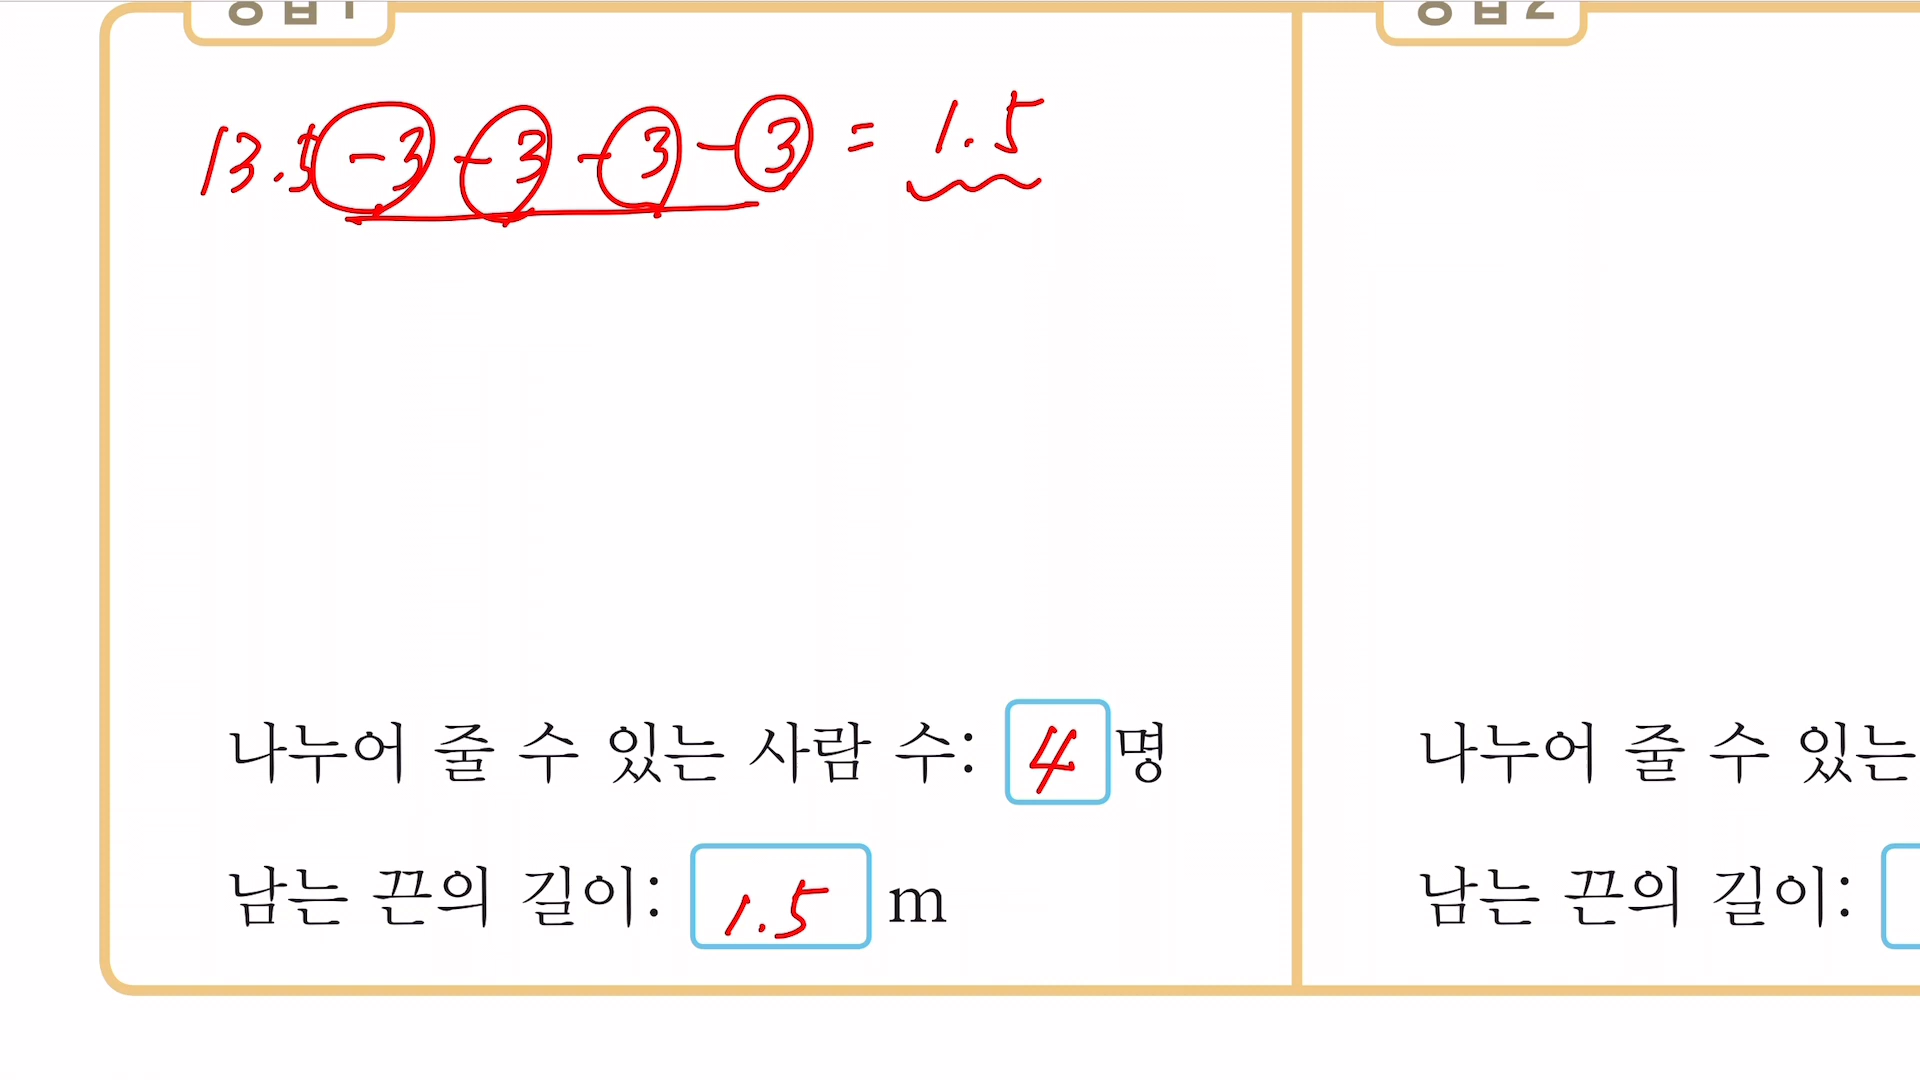 13.5-3-3-3-3=1.5
나누어 줄 수 있는 사람 수: 4명
남는 끈의 길이: 1.5 m
나누어 줄 수 있는
남는 끈의 길이: